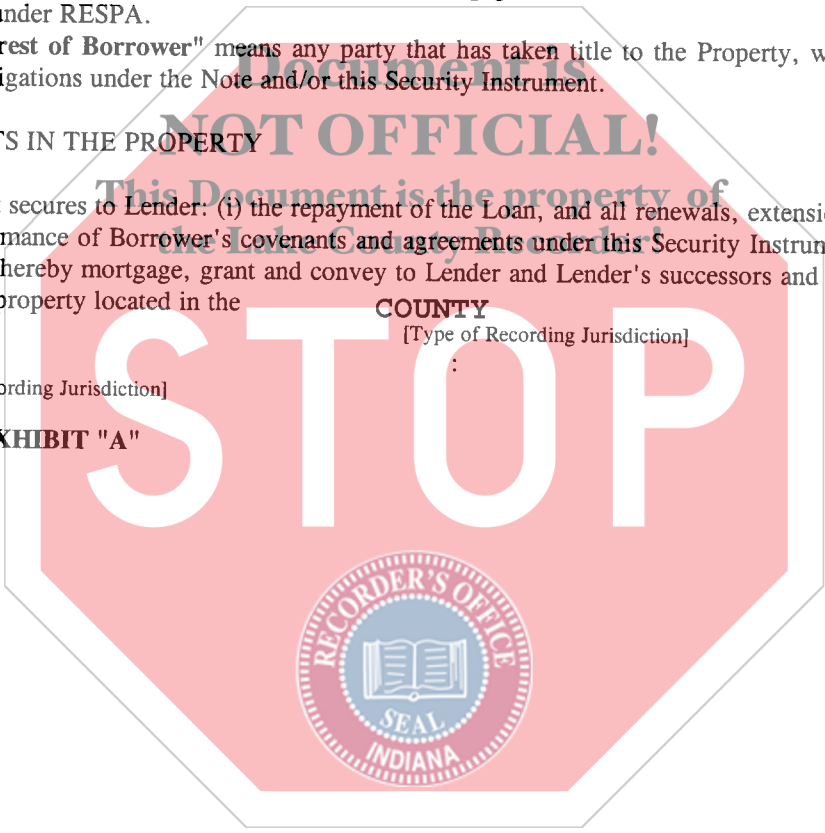 under RESPA.
rest of Borrower" means any party that has taken title to the Property, w
igations under the Note and/or this Security Instrument.
Document is
NOT OFFICIAL!
'S IN THE PROPERTY
This Document is the property of
the Lake County Recorder!
secures to Lender: (i) the repayment of the Loan, and all renewals, extensi
mance of Borrower's covenants and agreements under this Security Instrum
hereby mortgage, grant and convey to Lender and Lender's successors and
property located in the COUNTY
[Type of Recording Jurisdiction]
:
ording Jurisdiction]
XHIBIT "A"
STOP
RECORDER'S OFFICE
SEAL
INDIANA